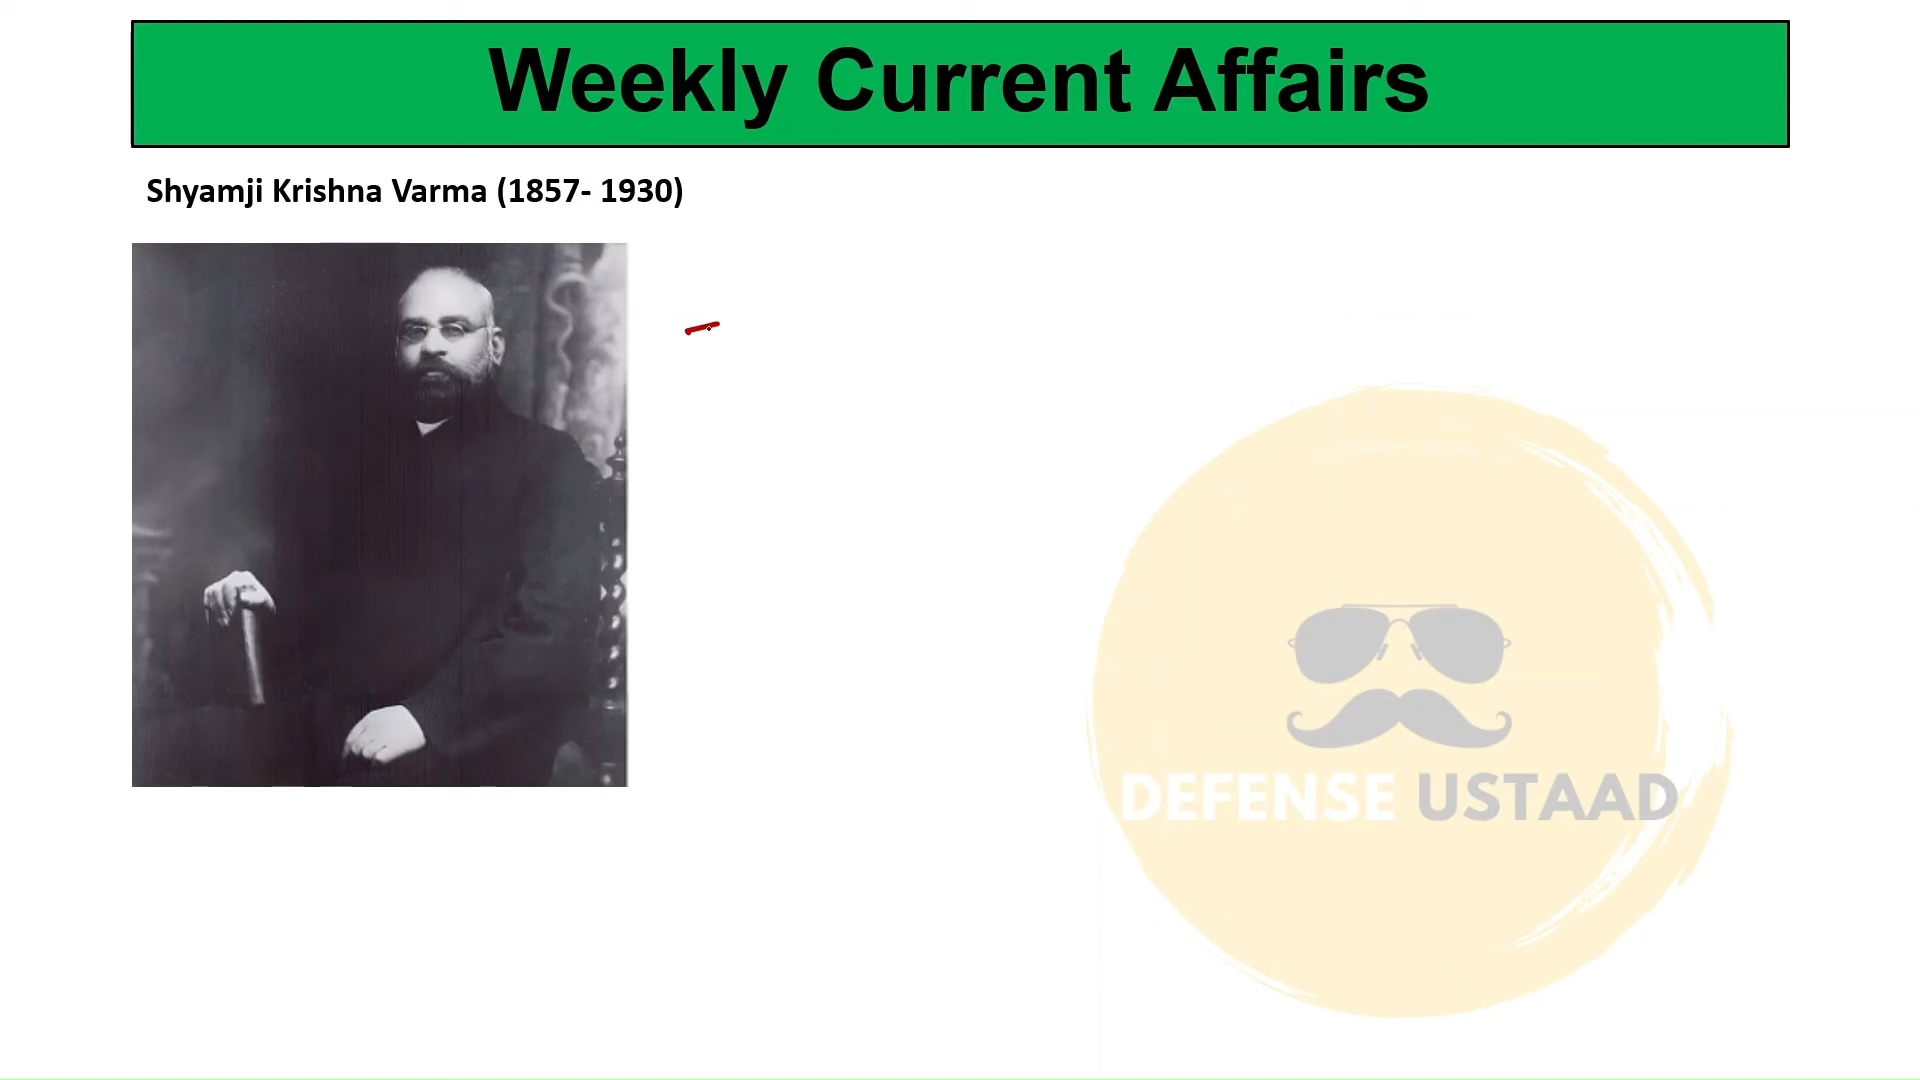 Weekly Current Affairs
Shyamji Krishna Varma (1857- 1930)
DEFENSE USTAAD